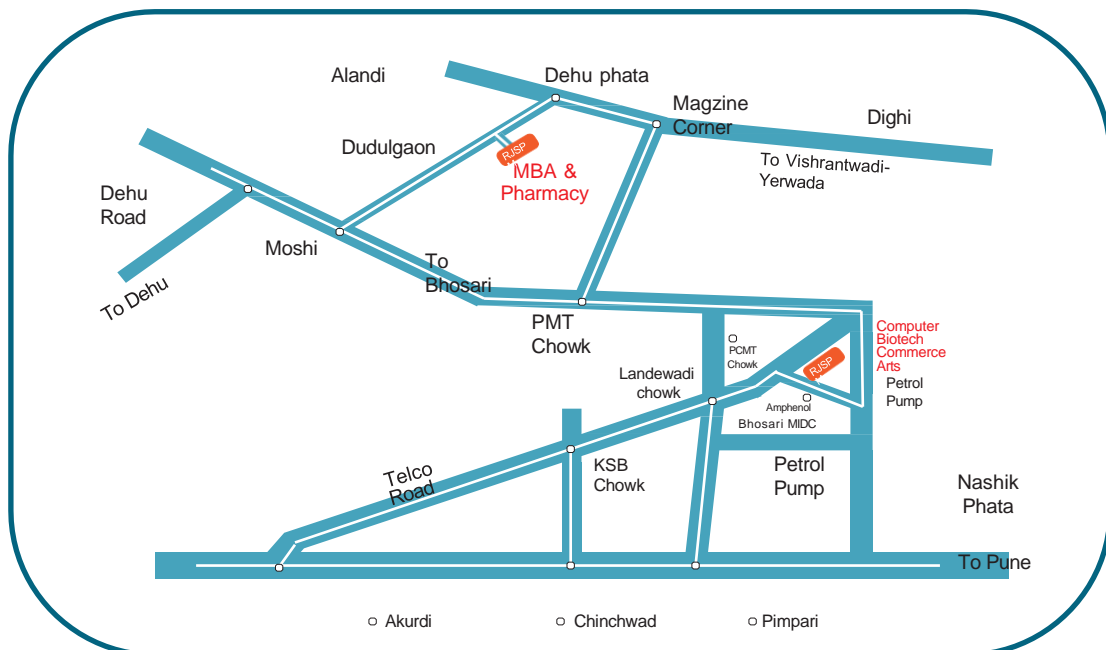 Alandi
Dehu phata
Magzine
Corner
Dighi
Dudulgaon
RJSP
MBA &
Pharmacy
To Vishrantwadi-
Yerwada
Dehu
Road
Moshi
To
Bhosari
To Dehu
PMT
Chowk
Computer
Biotech
Commerce
Arts
PCMT
Chowk
RJSP
Landewadi
chowk
Petrol
Pump
Amphenol
Bhosari MIDC
Telco
Road
KSB
Chowk
Petrol
Pump
Nashik
Phata
To Pune
Akurdi
Chinchwad
Pimpari